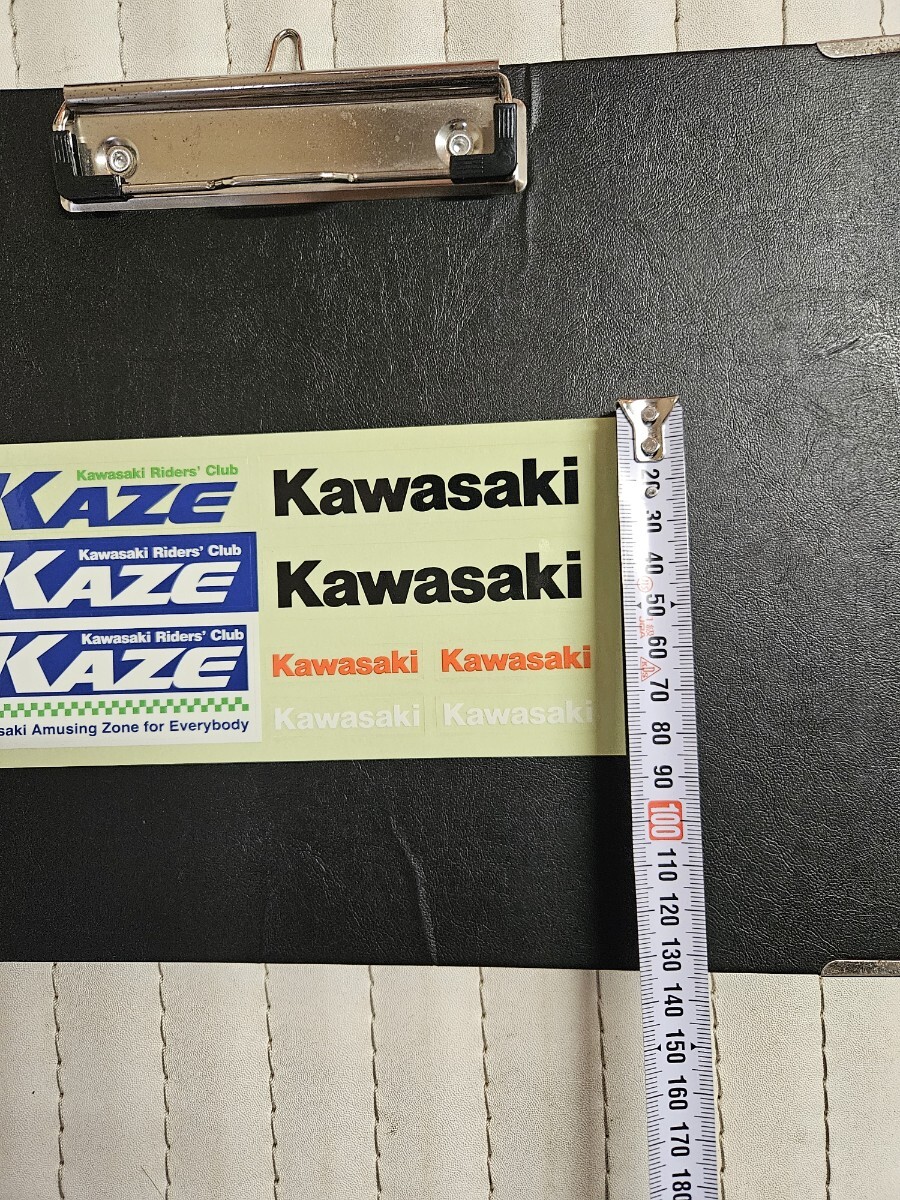 Kawasaki Riders' Club
KAZE
Kawasaki Riders' Club
KAZE
Kawasaki Riders' Club
KAZE
saki Amusing Zone for Everybody
Kawasaki
Kawasaki
Kawasaki Kawasaki
Kawasaki Kawasaki
20
30
40
50
60
70
80
90
100
110
120
130
140
150
160
170
180